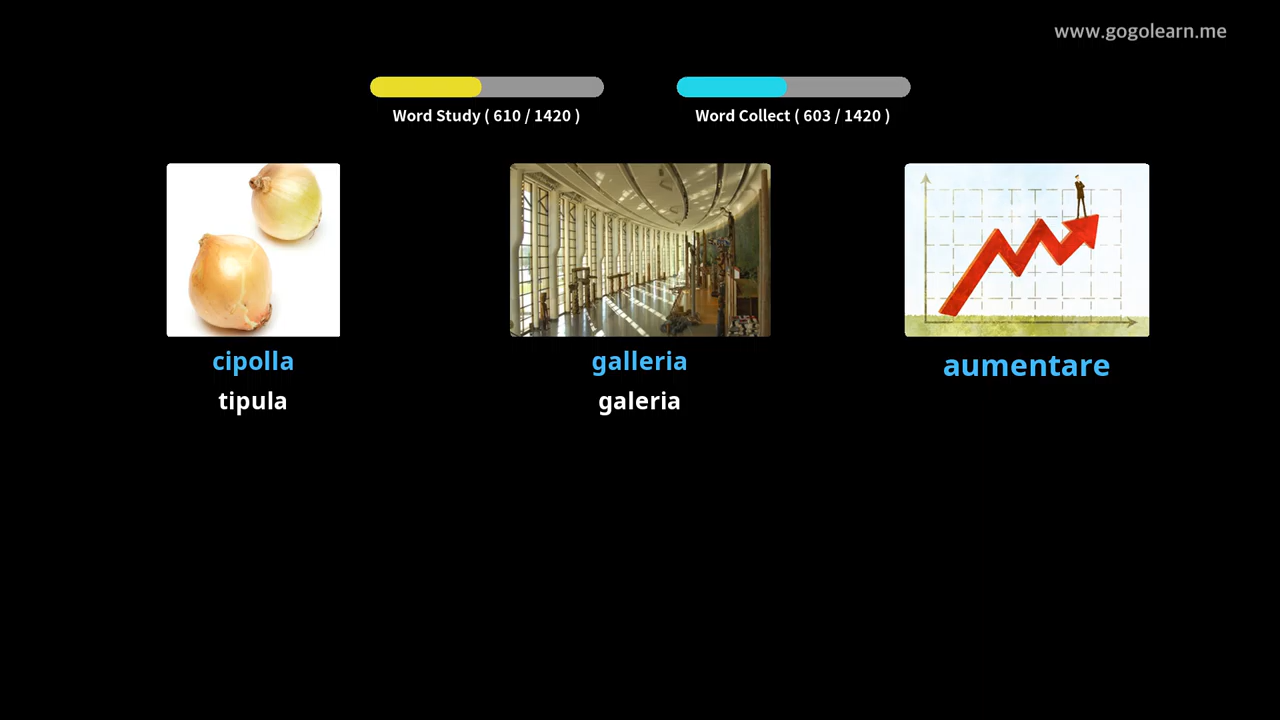 www.gogolearn.me
Word Study ( 610 / 1420 )
Word Collect ( 603 / 1420 )
cipolla
tipula
galleria
galeria
aumentare